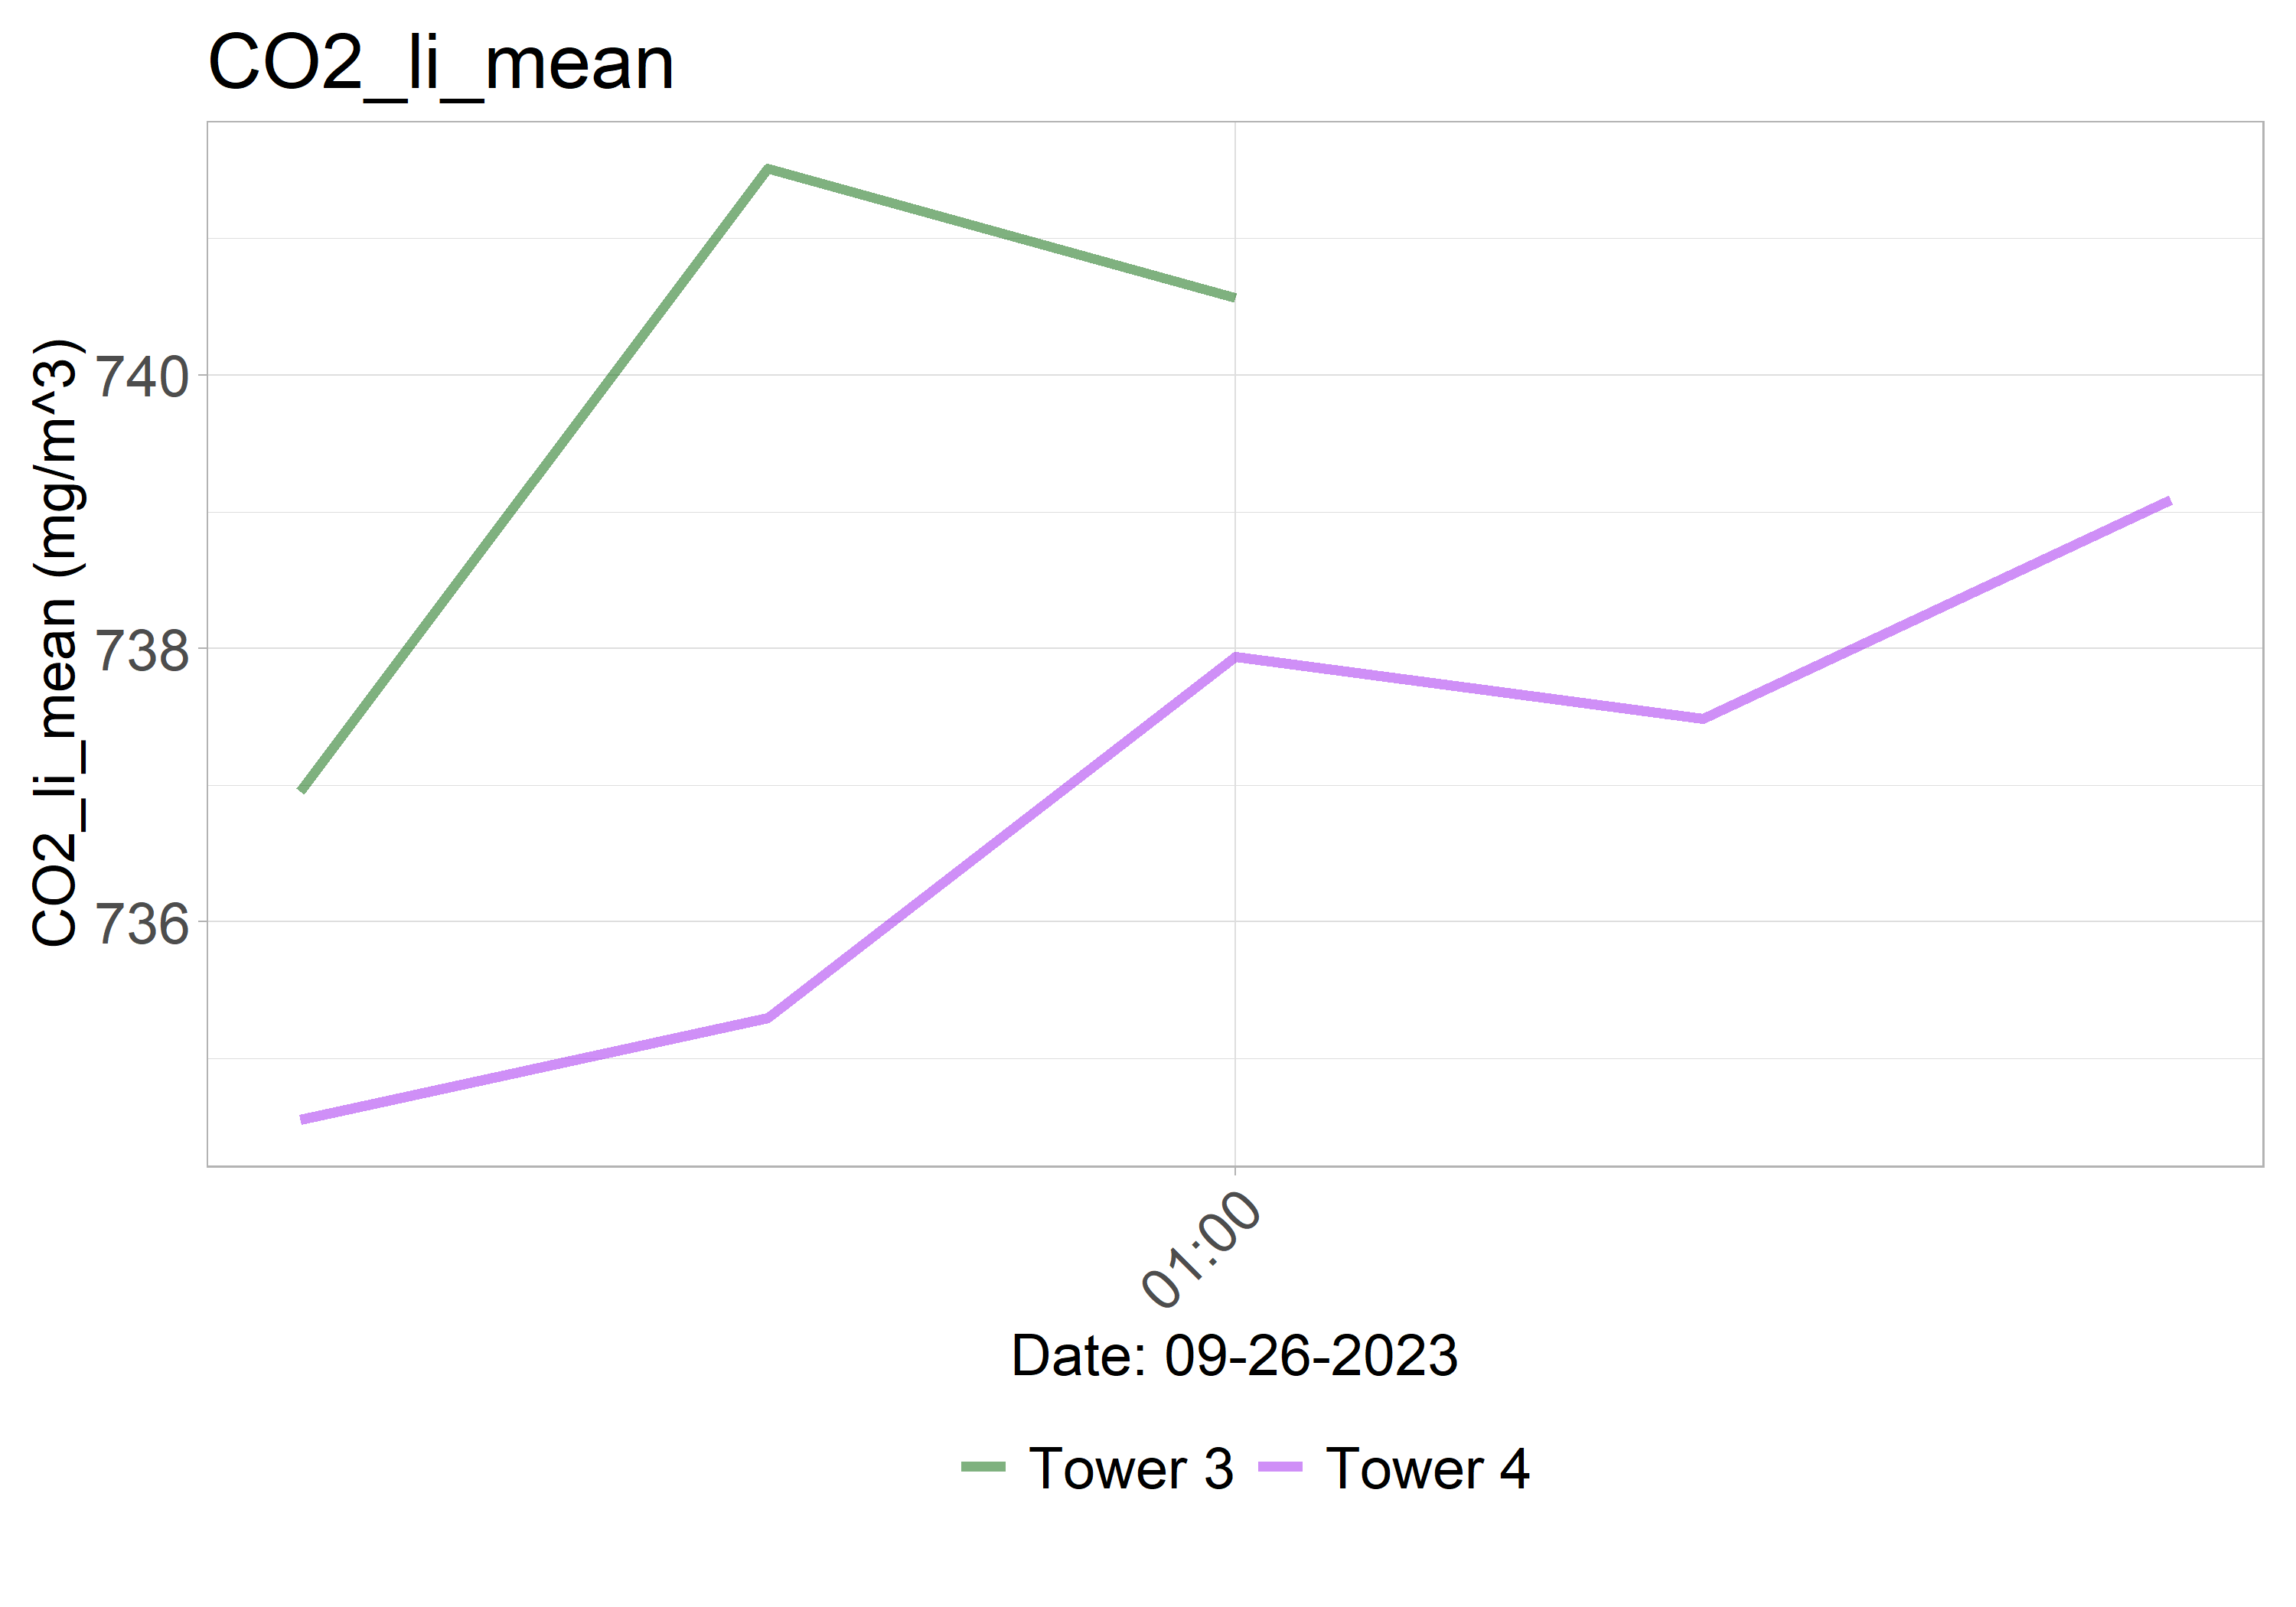 CO2_li_mean
CO2_li_mean (mg/m^3)
740
738
736
01:00
Date: 09-26-2023
Tower 3 Tower 4